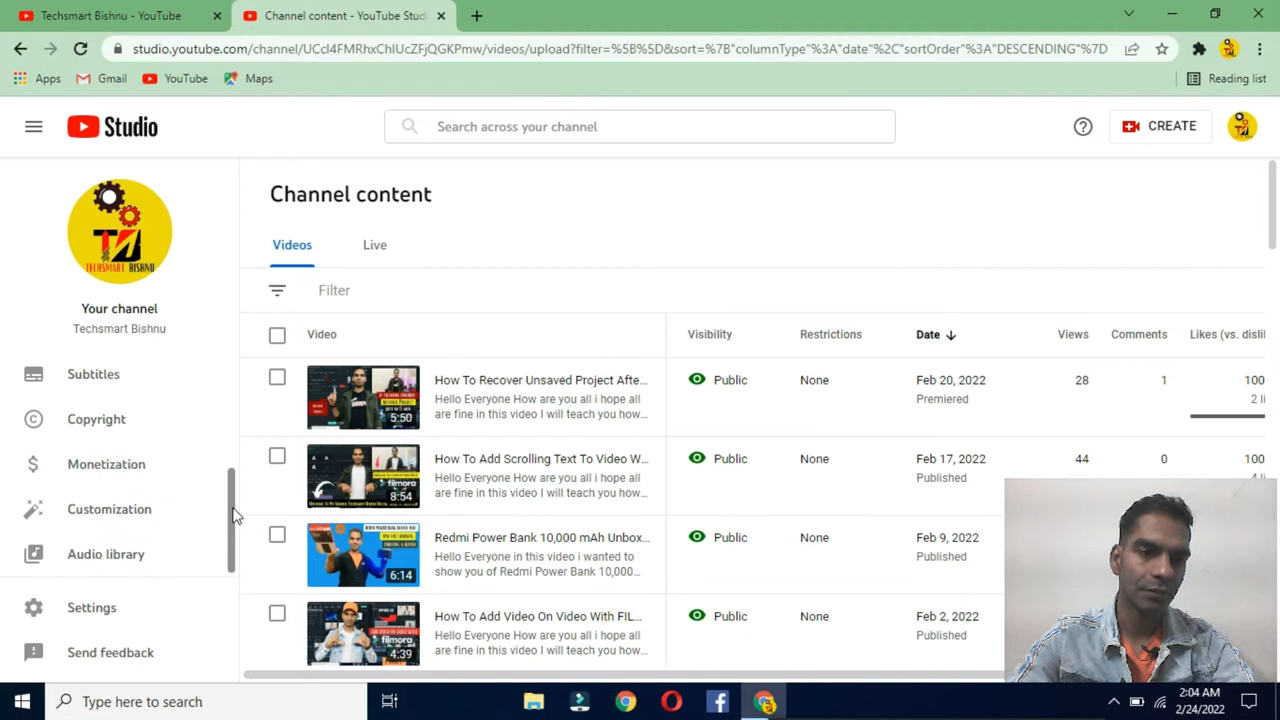 Techsmart Bishnu - YouTube
Channel content - YouTube Studi
studio.youtube.com/channel/UCcl4FMRhxChlUcZFjQGKPmw/videos/upload?filter=%5B%5D&sort=%7B"columnType"%3A"date"%2C"sortOrder"%3A"DESCENDING"%7D
Apps
Gmail
YouTube
Maps
Reading list
Studio
Search across your channel
CREATE
TECHSMART BISHNU
Your channel
Techsmart Bishnu
Subtitles
Copyright
Monetization
Customization
Audio library
Settings
Send feedback
Channel content
Videos
Live
Filter
Video
Visibility
Restrictions
Date
Views
Comments
Likes (vs. disli
5:50
How To Recover Unsaved Project Afte...
Hello Everyone How are you all i hope all
are fine in this video I will teach you how...
Public
None
Feb 20, 2022
Premiered
28
1
100
2 li
8:54
How To Add Scrolling Text To Video W...
Hello Everyone How are you all i hope all
are fine in this video I will teach you how...
Public
None
Feb 17, 2022
Published
44
0
100
6:14
Redmi Power Bank 10,000 mAh Unbox...
Hello Everyone in this video i wanted to
show you of Redmi Power Bank 10,000...
Public
None
Feb 9, 2022
Published
4:39
How To Add Video On Video With FIL...
Hello Everyone How are you all i hope all
are fine in this video I will teach you how...
Public
None
Feb 2, 2022
Published
Type here to search
2:04 AM
2/24/2022